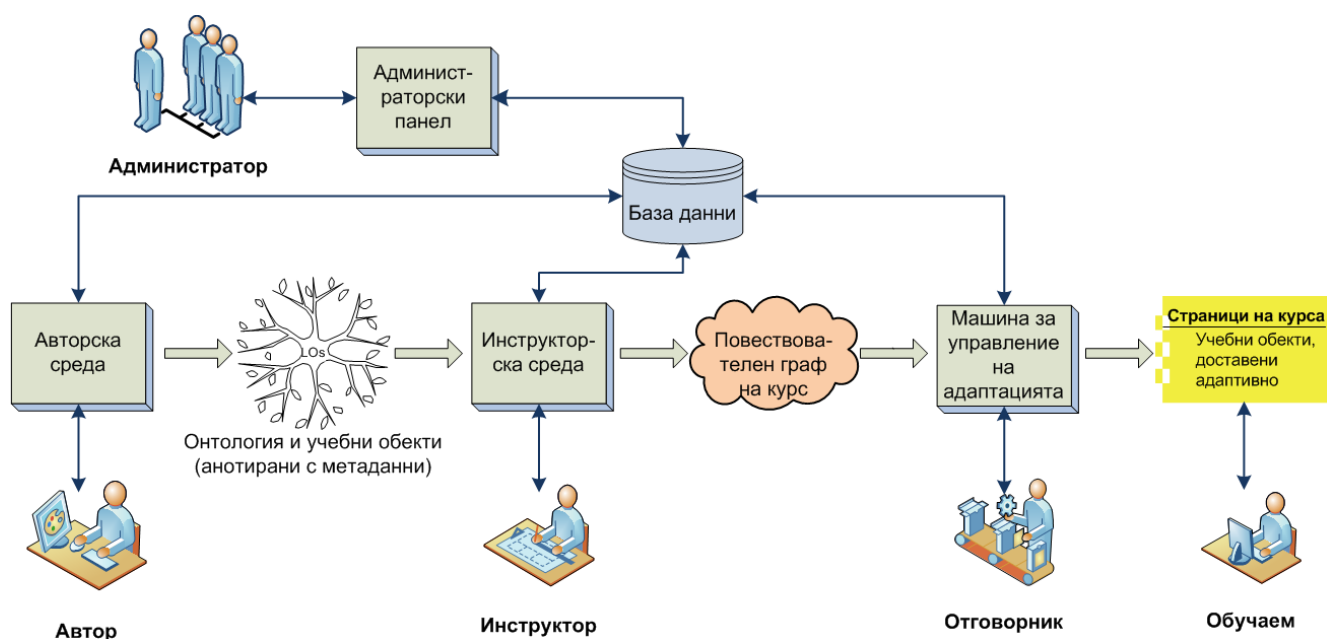 Админист-
раторски
панел
Администратор
База данни
Авторска
среда
LOs
Онтология и учебни обекти
(анотирани с метаданни)
Инструктор-
ска среда
Повествова-
телен граф
на курс
Машина за
управление
на
адаптацията
Страници на курса
Учебни обекти,
доставени
адаптивно
Автор
Инструктор
Отговорник
Обучаем